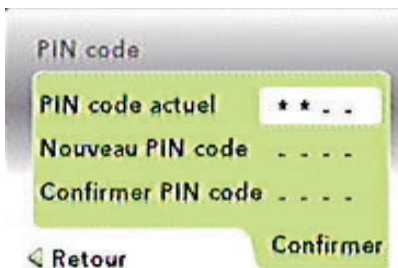 PIN code
PIN code actuel * * - -
Nouveau PIN code - - - -
Confirmer PIN code - - - -
Confirmer
Retour